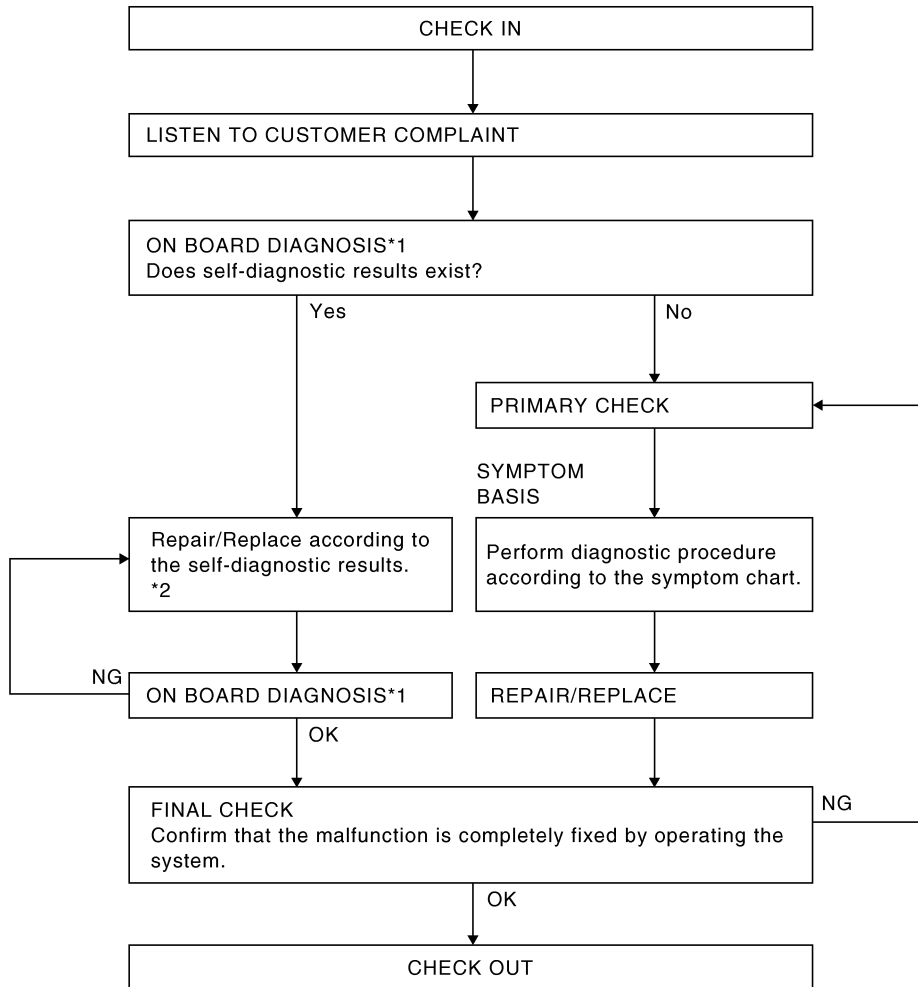 CHECK IN
LISTEN TO CUSTOMER COMPLAINT
ON BOARD DIAGNOSIS*1
Does self-diagnostic results exist?
Yes
No
PRIMARY CHECK
SYMPTOM
BASIS
Repair/Replace according to
the self-diagnostic results.
*2
Perform diagnostic procedure
according to the symptom chart.
NG
ON BOARD DIAGNOSIS*1
REPAIR/REPLACE
OK
FINAL CHECK
Confirm that the malfunction is completely fixed by operating the
system.
NG
OK
CHECK OUT